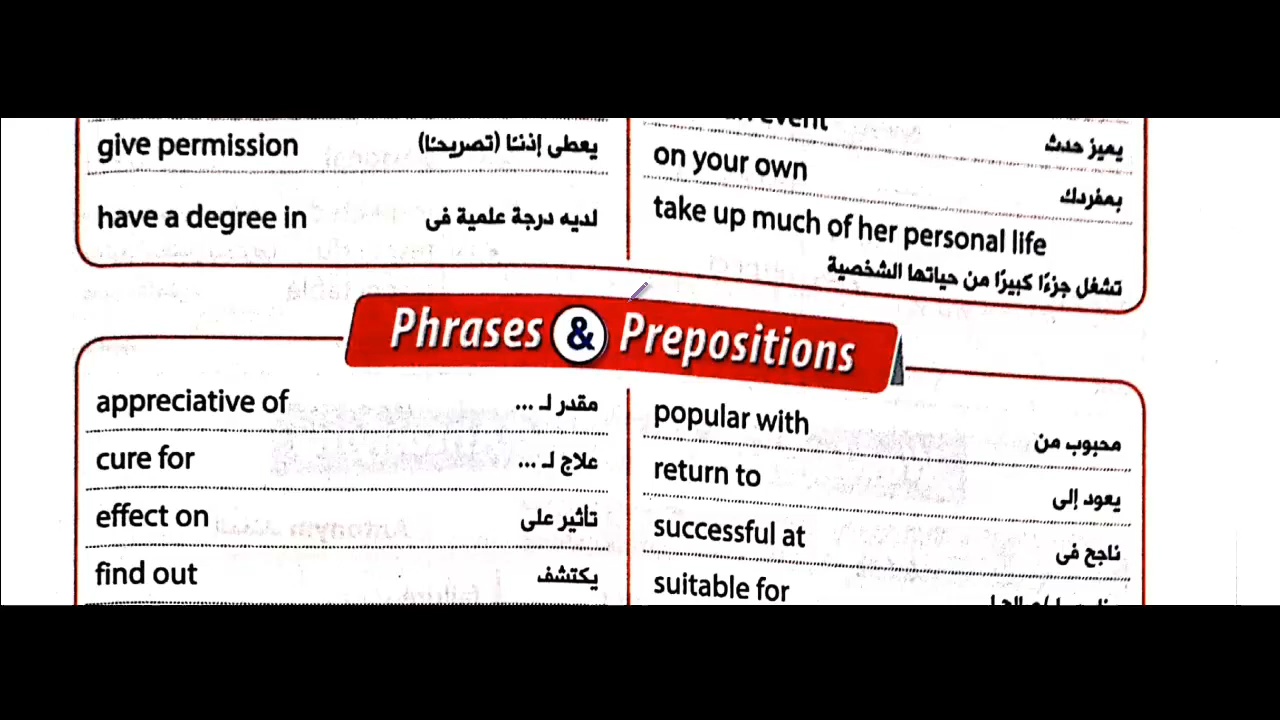 give permission يعطى إذنًا (تصريحًا)
have a degree in لديه درجة علمية فى
event يميز حدث
on your own بمفردك
take up much of her personal life
تشغل جزءًا كبيرًا من حياتها الشخصية
Phrases & Prepositions
appreciative of مقدر لـ ...
cure for علاج لـ ...
effect on تأثير على
find out يكتشف
popular with محبوب من
return to يعود إلى
successful at ناجح فى
suitable for